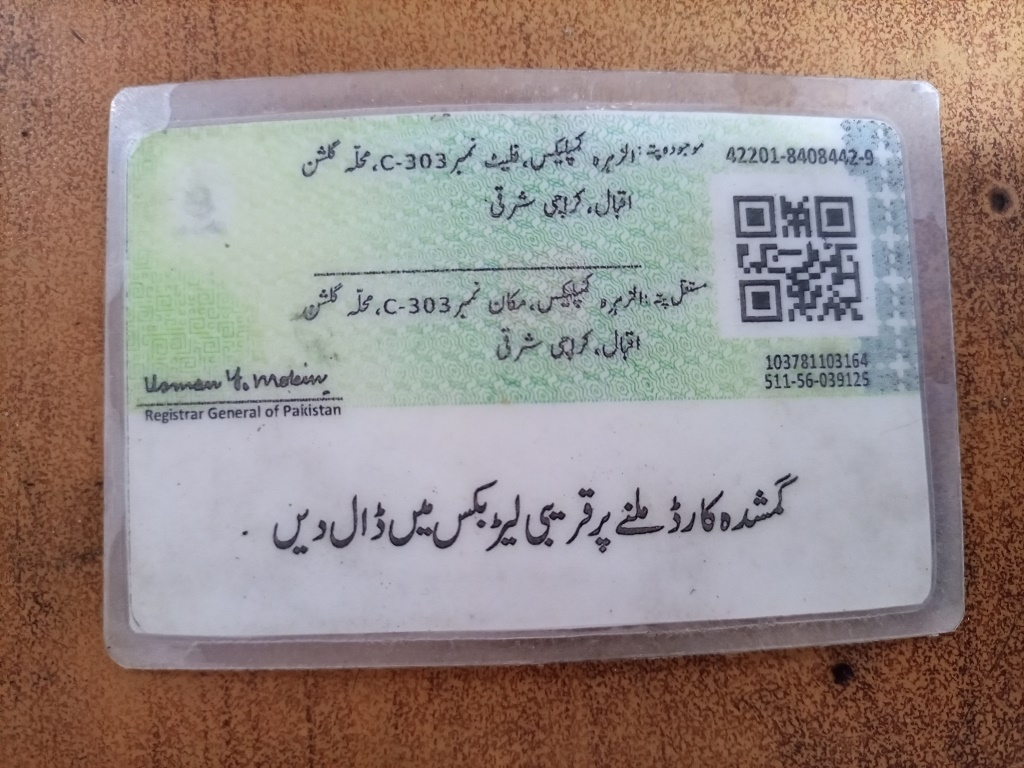 موجودہ پتہ: الزہرہ کمپلیکس، فلیٹ نمبر C-303، محلہ گلشن
اقبال، کراچی شرقی
42201-8408442-9
مستقل پتہ: الزہرہ کمپلیکس، مکان نمبر C-303، محلہ گلشن
اقبال، کراچی شرقی
103781103164
511-56-039125
Usman Y. Mobin
Registrar General of Pakistan
گمشدہ کارڈ ملنے پر قریبی لیٹر بکس میں ڈال دیں .